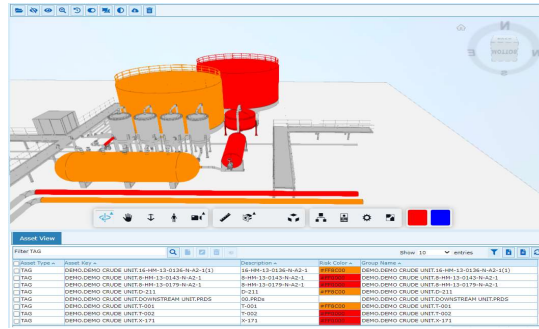 Asset View
Filter TAG
Show 10 entries
Asset Type Asset Key Description Risk Color Group Name
TAG DEMO.DEMO CRUDE UNIT.16-HM-13-0136-N-A2-1(1) 16-HM-13-0136-N-A2-1 #FF8C00 DEMO.DEMO CRUDE UNIT.16-HM-13-0136-N-A2-1(1)
TAG DEMO.DEMO CRUDE UNIT.8-HM-13-0143-N-A2-1 8-HM-13-0143-N-A2-1 DEMO.DEMO CRUDE UNIT.8-HM-13-0143-N-A2-1
TAG DEMO.DEMO CRUDE UNIT.8-HM-13-0179-N-A2-1 8-HM-13-0179-N-A2-1 DEMO.DEMO CRUDE UNIT.8-HM-13-0179-N-A2-1
TAG DEMO.DEMO CRUDE UNIT.D-211 D-211 #FF8C00 DEMO.DEMO CRUDE UNIT.D-211
TAG DEMO.DEMO CRUDE UNIT.DOWNSTREAM UNIT.PRDS 00.PRDs DEMO.DEMO CRUDE UNIT.DOWNSTREAM UNIT.PRDS
TAG DEMO.DEMO CRUDE UNIT.T-001 T-001 #FF8C00 DEMO.DEMO CRUDE UNIT.T-001
TAG DEMO.DEMO CRUDE UNIT.T-002 T-002 DEMO.DEMO CRUDE UNIT.T-002
TAG DEMO.DEMO CRUDE UNIT.X-171 X-171 DEMO.DEMO CRUDE UNIT.X-171